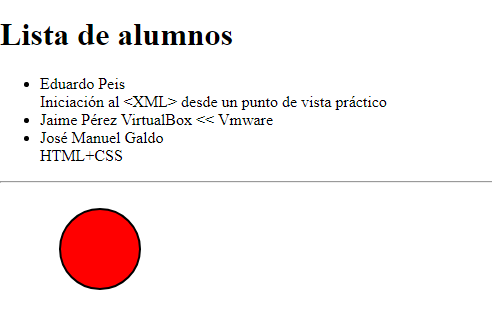 Lista de alumnos
Eduardo Peis
Iniciación al <XML> desde un punto de vista práctico
Jaime Pérez VirtualBox << Vmware
José Manuel Galdo
HTML+CSS